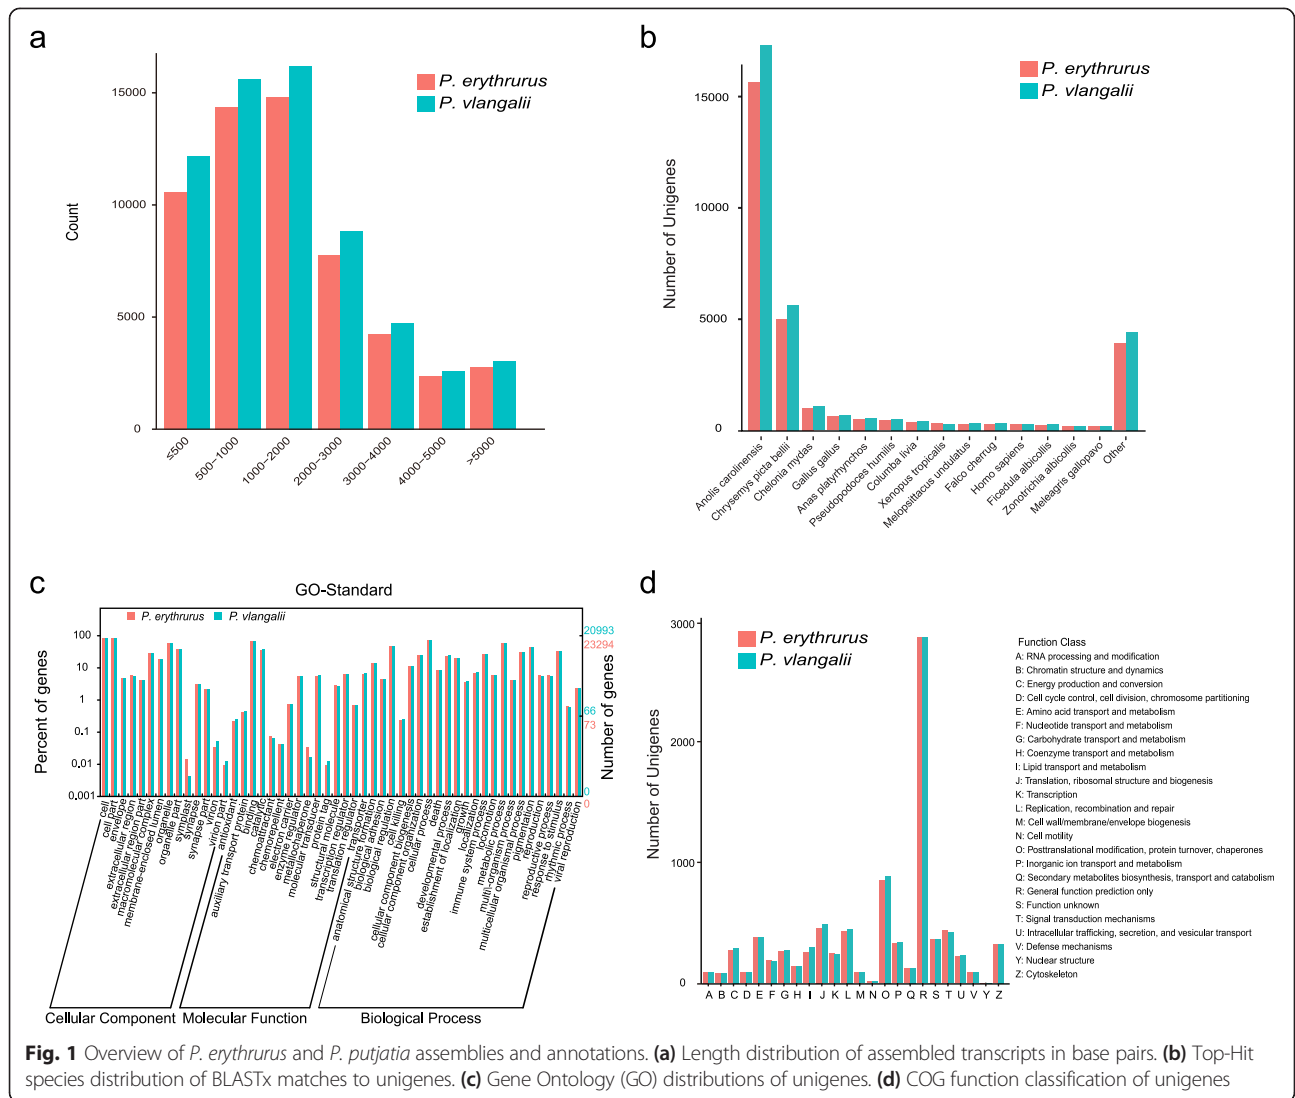 a
P. erythrurus
P. vlangalii
Count
15000
10000
5000
0
≤500
500−1000
1000−2000
2000−3000
3000−4000
4000−5000
>5000
b
P. erythrurus
P. vlangalii
Number of Unigenes
15000
10000
5000
0
Anolis carolinensis
Chrysemys picta bellii
Chelonia mydas
Gallus gallus
Anas platyrhynchos
Pseudopodoces humilis
Columba livia
Xenopus tropicalis
Melopsittacus undulatus
Falco cherrug
Homo sapiens
Ficedula albicollis
Zonotrichia albicollis
Meleagris gallopavo
Other
c
GO-Standard
P. erythrurus
P. vlangalii
Percent of genes
100
10
1
0,1
0,01
0,001
Number of genes
20993
23294
66
73
0
0
cell
cell part
envelope
extracellular region
extracellular region part
macromolecular complex
membrane-enclosed lumen
organelle
organelle part
symplast
synapse
synapse part
virion
virion part
antioxidant
auxiliary transport protein
binding
catalytic
chemoattractant
chemorepellent
electron carrier
enzyme regulator
metallochaperone
molecular transducer
protein tag
structural molecule
transcription regulator
translation regulator
transporter
anatomical structure formation
biological adhesion
biological regulation
cell killing
cellular component biogenesis
cellular component organization
cellular process
death
developmental process
establishment of localization
growth
localization
immune system process
locomotion
metabolic process
multi-organism process
multicellular organismal process
pigmentation
reproduction
reproductive process
response to stimulus
rhythmic process
viral reproduction
Cellular Component
Molecular Function
Biological Process
d
P. erythrurus
P. vlangalii
Number of Unigenes
3000
2000
1000
0
A B C D E F G H I J K L M N O P Q R S T U V Y Z
Function Class
A: RNA processing and modification
B: Chromatin structure and dynamics
C: Energy production and conversion
D: Cell cycle control, cell division, chromosome partitioning
E: Amino acid transport and metabolism
F: Nucleotide transport and metabolism
G: Carbohydrate transport and metabolism
H: Coenzyme transport and metabolism
I: Lipid transport and metabolism
J: Translation, ribosomal structure and biogenesis
K: Transcription
L: Replication, recombination and repair
M: Cell wall/membrane/envelope biogenesis
N: Cell motility
O: Posttranslational modification, protein turnover, chaperones
P: Inorganic ion transport and metabolism
Q: Secondary metabolites biosynthesis, transport and catabolism
R: General function prediction only
S: Function unknown
T: Signal transduction mechanisms
U: Intracellular trafficking, secretion, and vesicular transport
V: Defense mechanisms
Y: Nuclear structure
Z: Cytoskeleton
Fig. 1 Overview of P. erythrurus and P. putjatia assemblies and annotations. (a) Length distribution of assembled transcripts in base pairs. (b) Top-Hit
species distribution of BLASTx matches to unigenes. (c) Gene Ontology (GO) distributions of unigenes. (d) COG function classification of unigenes